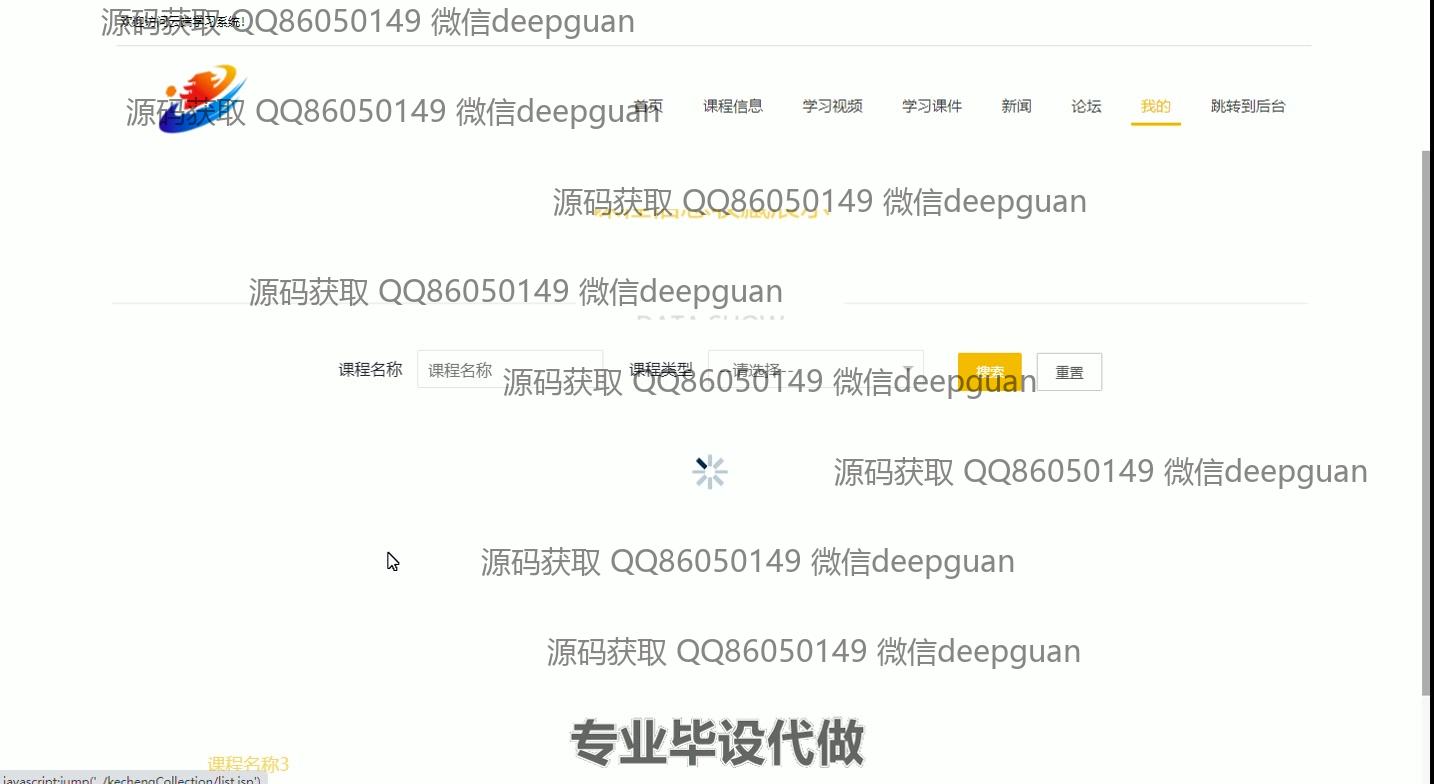 欢迎访问云端学习系统!
源码获取 QQ86050149 微信deepguan
源码获取 QQ86050149 微信deepguan
首页 课程信息 学习视频 学习课件 新闻 论坛 我的 跳转到后台
源码获取 QQ86050149 微信deepguan
课程信息收藏展示
源码获取 QQ86050149 微信deepguan
DATA SHOW
课程名称 课程名称 课程类型 --请选择-- 搜索 重置
源码获取 QQ86050149 微信deepguan
源码获取 QQ86050149 微信deepguan
源码获取 QQ86050149 微信deepguan
源码获取 QQ86050149 微信deepguan
专业毕设代做
课程名称3
javascript:jump('../kechengCollection/list.jsp')